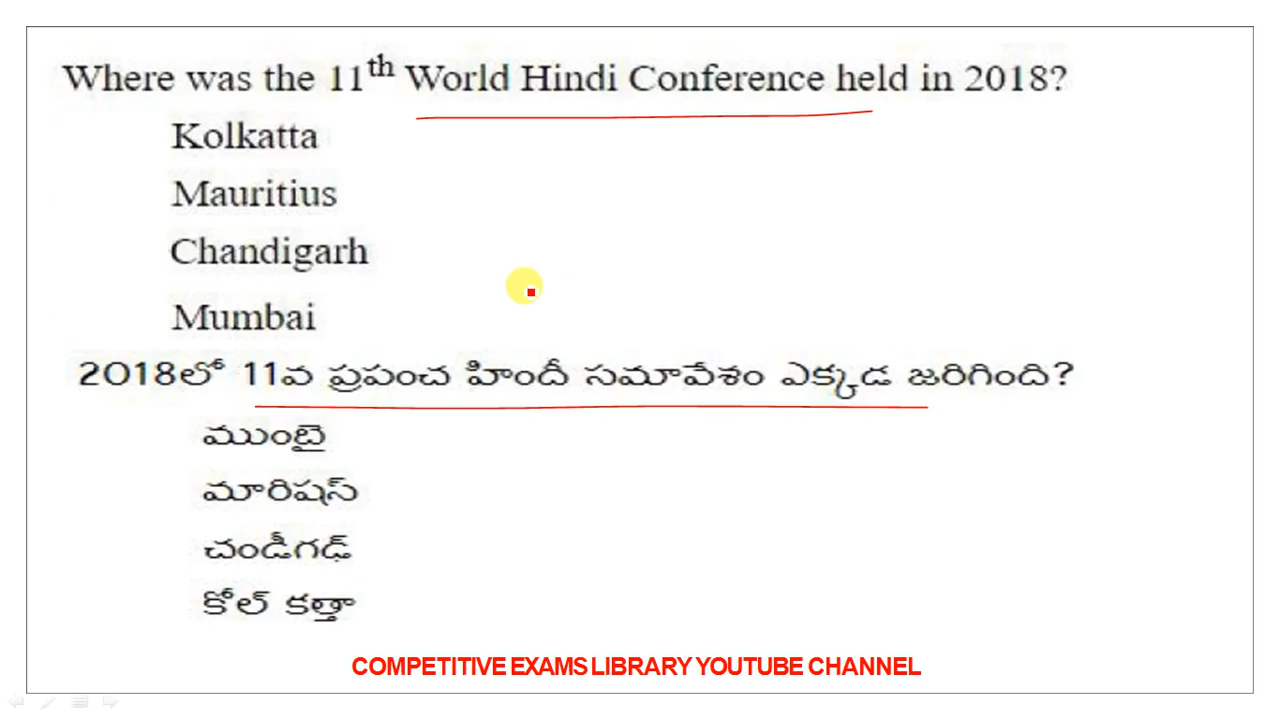 Where was the 11th World Hindi Conference held in 2018?
Kolkatta
Mauritius
Chandigarh
Mumbai
2018లో 11వ ప్రపంచ హిందీ సమావేశం ఎక్కడ జరిగింది?
ముంబై
మారిషస్
చండీగఢ్
కోల్ కత్తా
COMPETITIVE EXAMS LIBRARY YOUTUBE CHANNEL